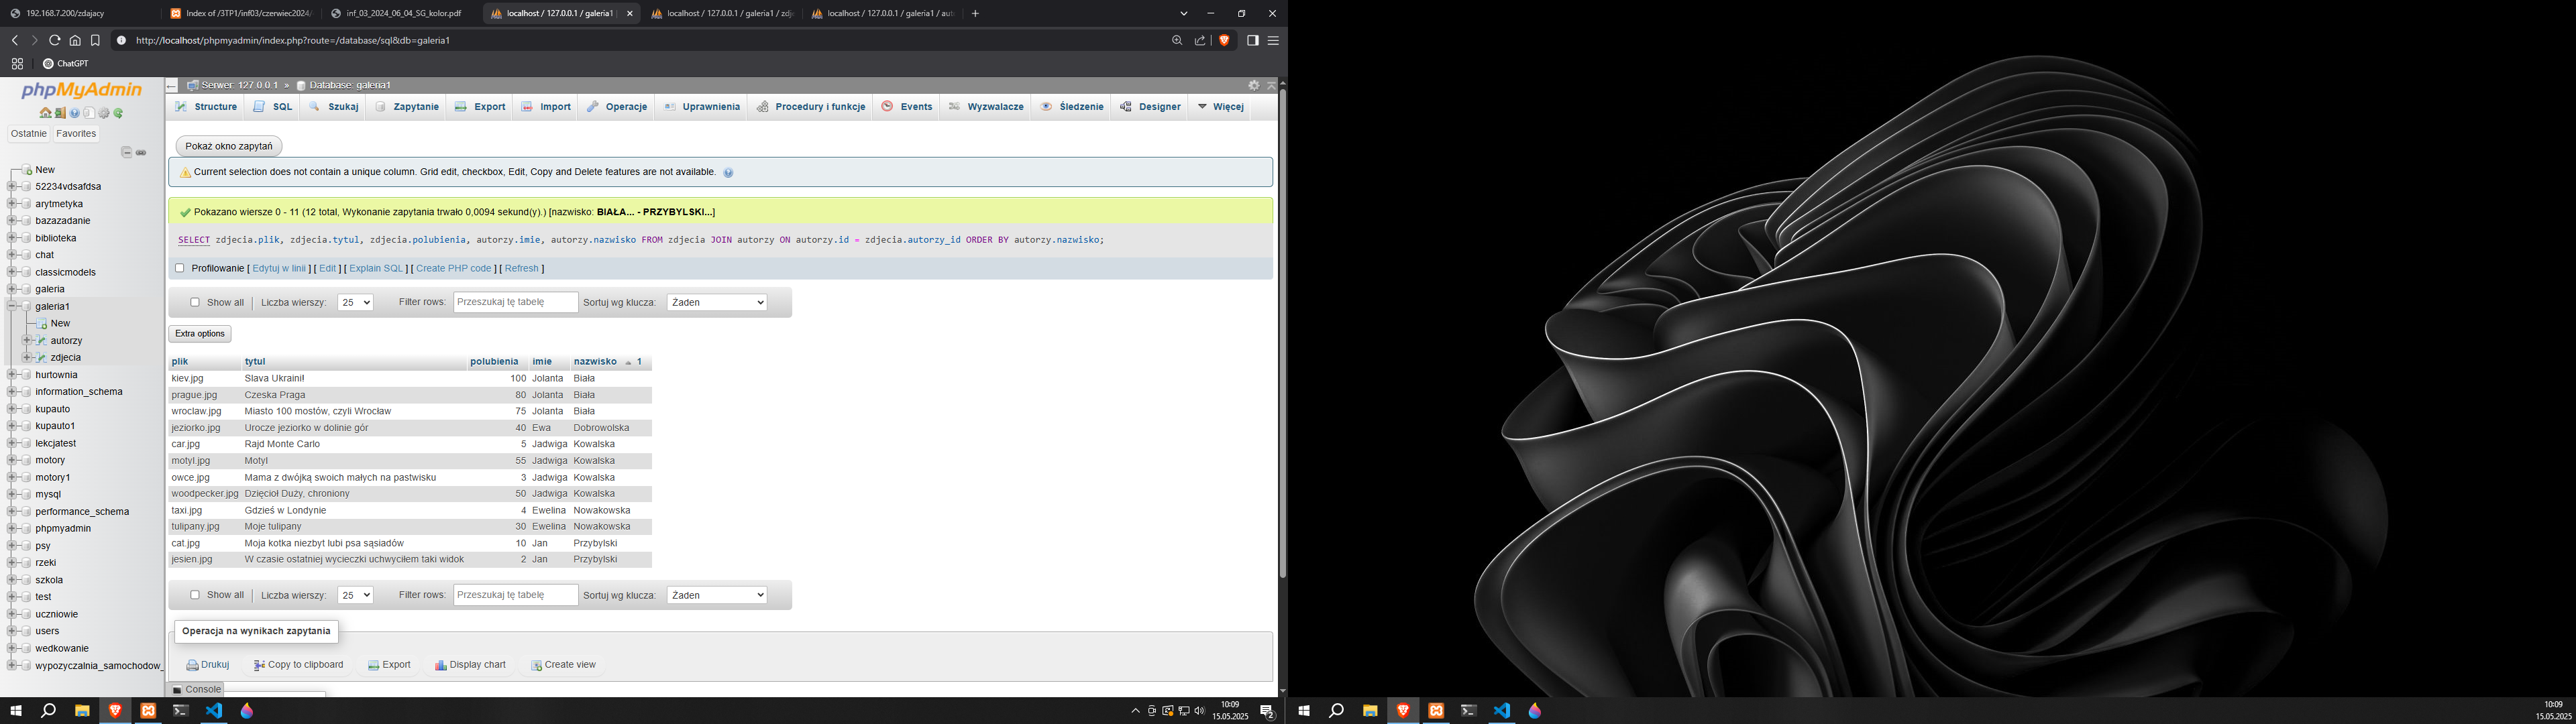 192.168.7.200/zdajacy
Index of /3TP1/inf03/czerwiec2024/
inf_03_2024_06_04_SG_kolor.pdf
localhost / 127.0.0.1 / galeria1
localhost / 127.0.0.1 / galeria1 / zdje
localhost / 127.0.0.1 / galeria1 / aut
http://localhost/phpmyadmin/index.php?route=/database/sql&db=galeria1
ChatGPT
phpMyAdmin
Ostatnie Favorites
New
52234vdsafdsa
arytmetyka
bazazadanie
biblioteka
chat
classicmodels
galeria
galeria1
New
autorzy
zdjecia
hurtownia
information_schema
kupauto
kupauto1
lekcjatest
motory
motory1
mysql
performance_schema
phpmyadmin
psy
rzeki
szkola
test
uczniowie
users
wedkowanie
wypozyczalnia_samochodow_
Serwer: 127.0.0.1 » Database: galeria1
Structure SQL Szukaj Zapytanie Export Import Operacje Uprawnienia Procedury i funkcje Events Wyzwalacze Śledzenie Designer Więcej
Pokaż okno zapytań
Current selection does not contain a unique column. Grid edit, checkbox, Edit, Copy and Delete features are not available.
Pokazano wiersze 0 - 11 (12 total, Wykonanie zapytania trwało 0,0094 sekund(y).) [nazwisko: BIAŁA... - PRZYBYLSKI...]
SELECT zdjecia.plik, zdjecia.tytul, zdjecia.polubienia, autorzy.imie, autorzy.nazwisko FROM zdjecia JOIN autorzy ON autorzy.id = zdjecia.autorzy_id ORDER BY autorzy.nazwisko;
Profilowanie [ Edytuj w linii ] [ Edit ] [ Explain SQL ] [ Create PHP code ] [ Refresh ]
Show all Liczba wierszy: 25 Filter rows: Przeszukaj tę tabelę Sortuj wg klucza: Żaden
Extra options
plik tytul polubienia imie nazwisko 1
kiev.jpg Slava Ukrainił 100 Jolanta Biała
prague.jpg Czeska Praga 80 Jolanta Biała
wroclaw.jpg Miasto 100 mostów, czyli Wrocław 75 Jolanta Biała
jeziorko.jpg Urocze jeziorko w dolinie gór 40 Ewa Dobrowolska
car.jpg Rajd Monte Carlo 5 Jadwiga Kowalska
motyl.jpg Motyl 55 Jadwiga Kowalska
owce.jpg Mama z dwójką swoich małych na pastwisku 3 Jadwiga Kowalska
woodpecker.jpg Dzięcioł Duży, chroniony 50 Jadwiga Kowalska
taxi.jpg Gdzieś w Londynie 4 Ewelina Nowakowska
tulipany.jpg Moje tulipany 30 Ewelina Nowakowska
cat.jpg Moja kotka niezbyt lubi psa sąsiadów 10 Jan Przybylski
jesien.jpg W czasie ostatniej wycieczki uchwyciłem taki widok 2 Jan Przybylski
Show all Liczba wierszy: 25 Filter rows: Przeszukaj tę tabelę Sortuj wg klucza: Żaden
Operacja na wynikach zapytania
Drukuj Copy to clipboard Export Display chart Create view
Console
10:09
15.05.2025
2
10:09
15.05.2025